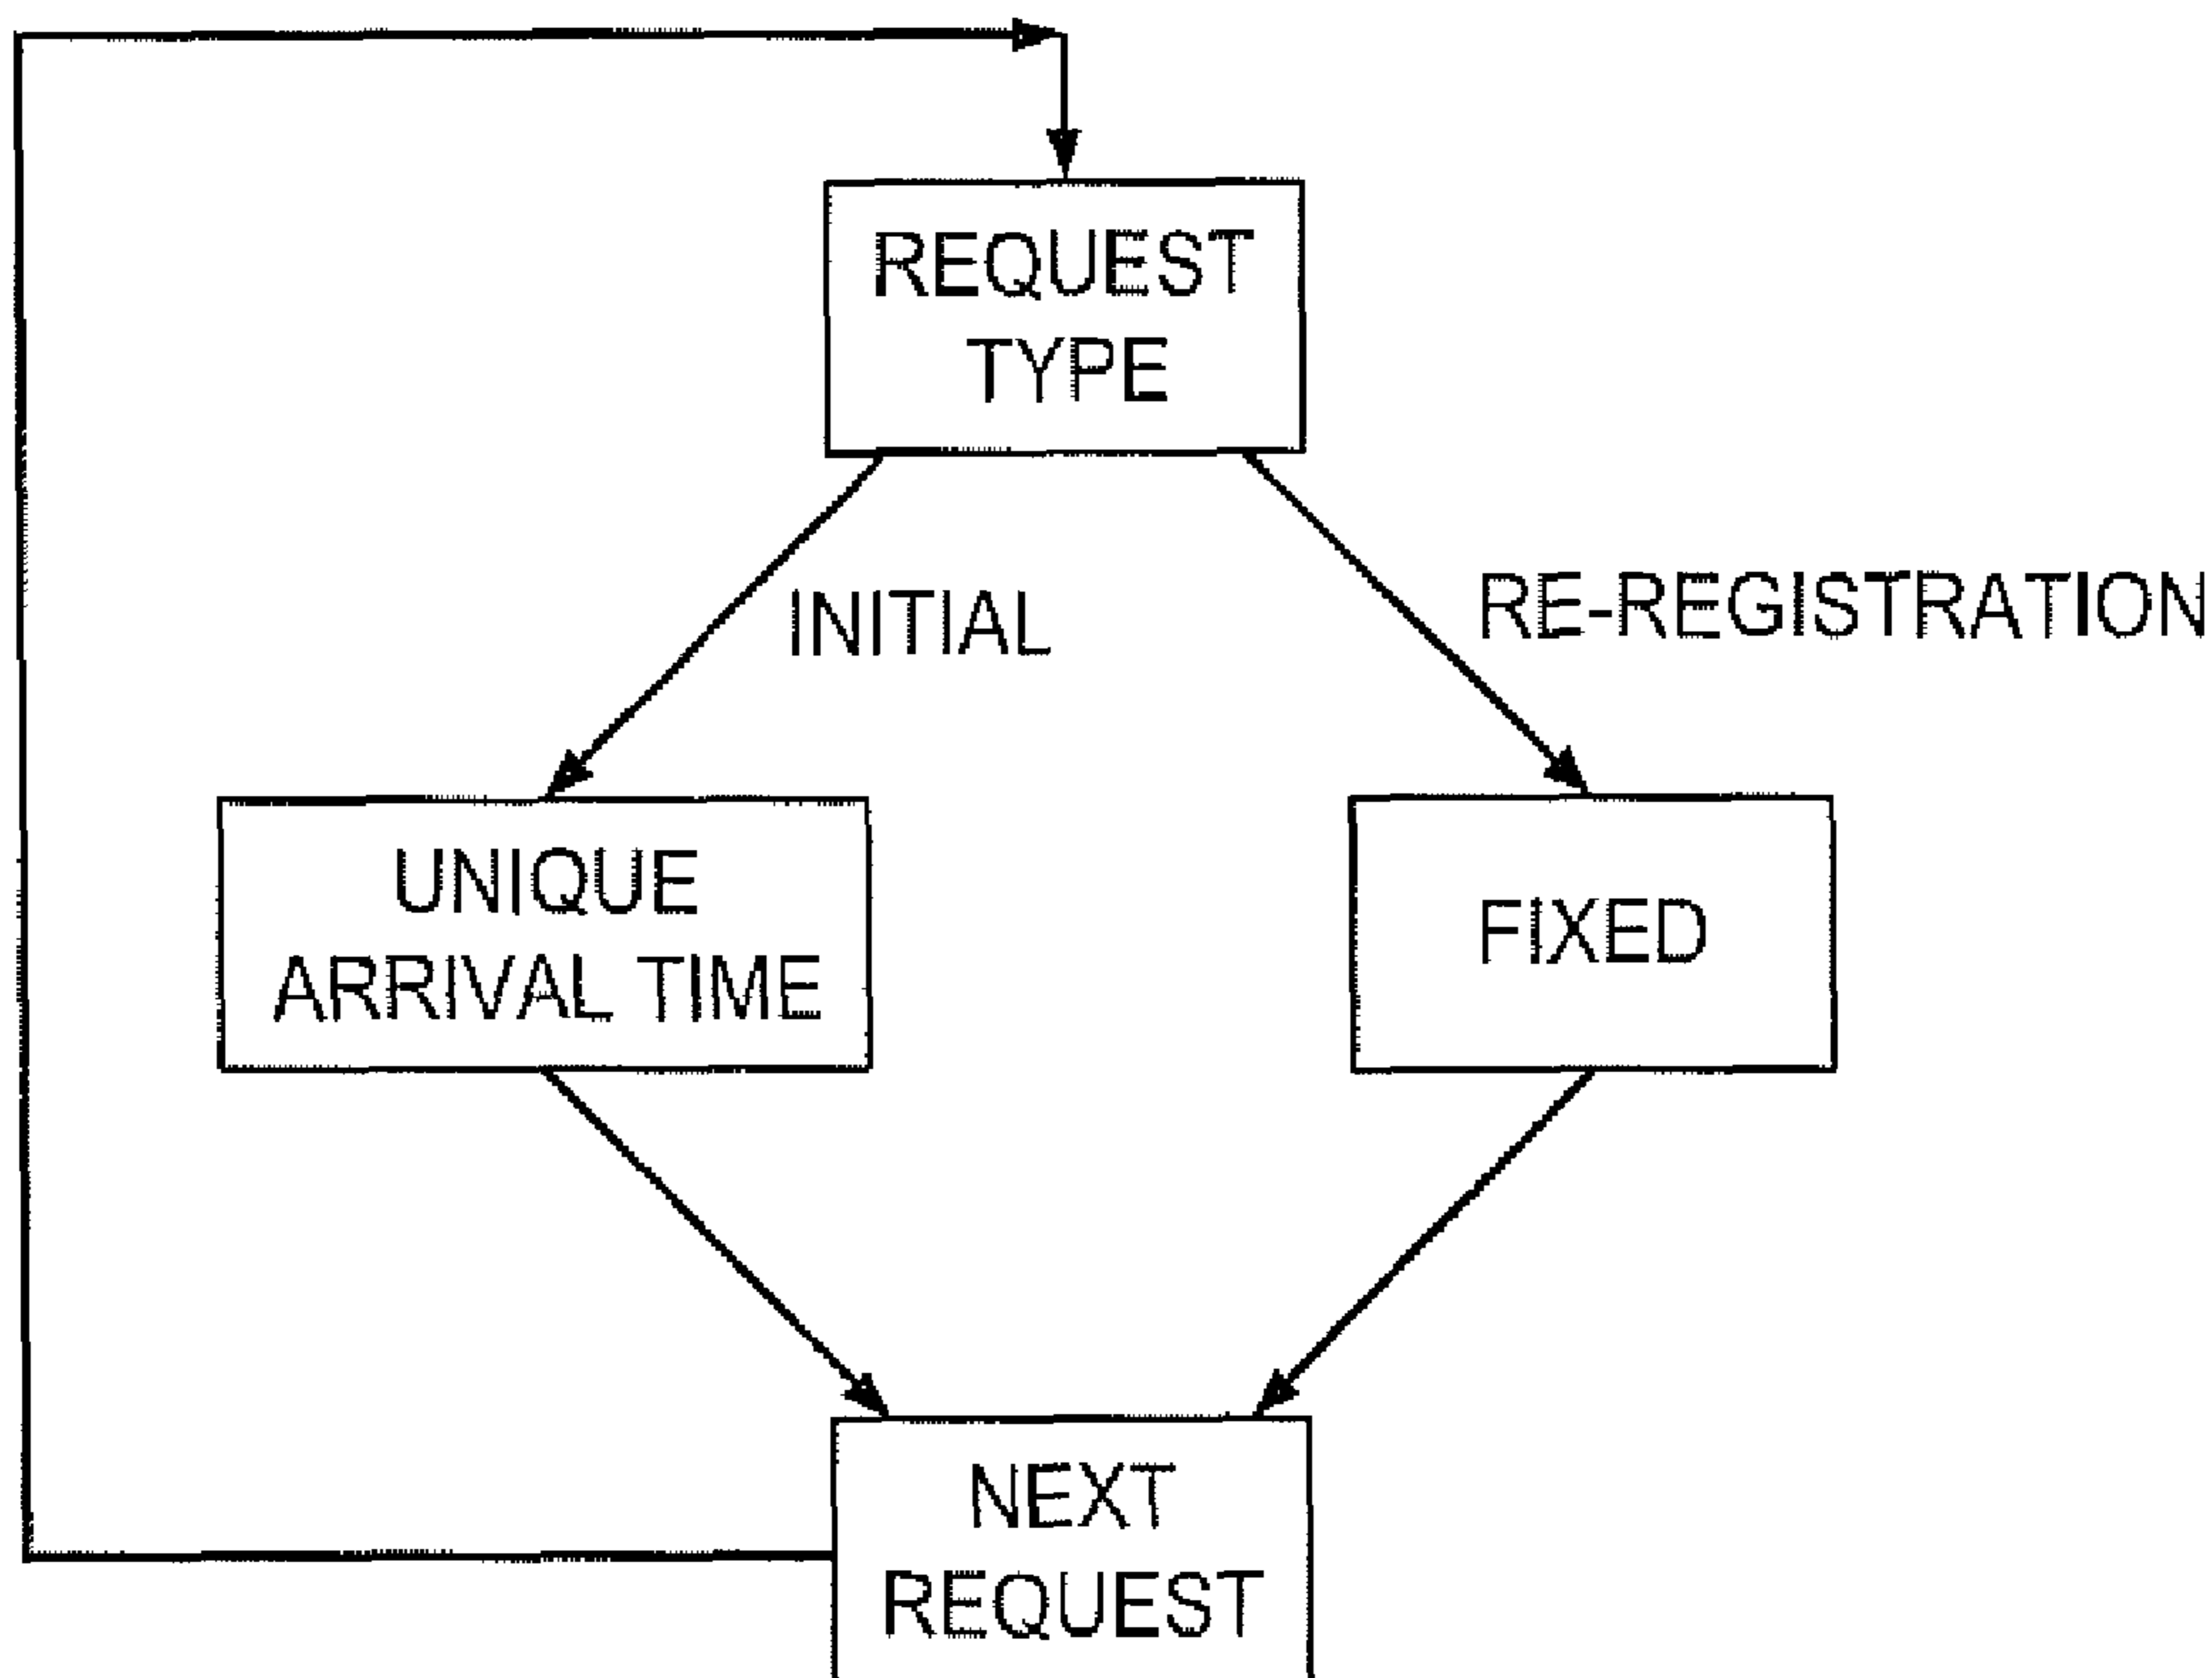 REQUEST
TYPE
INITIAL
RE-REGISTRATION
UNIQUE
ARRIVAL TIME
FIXED
NEXT
REQUEST